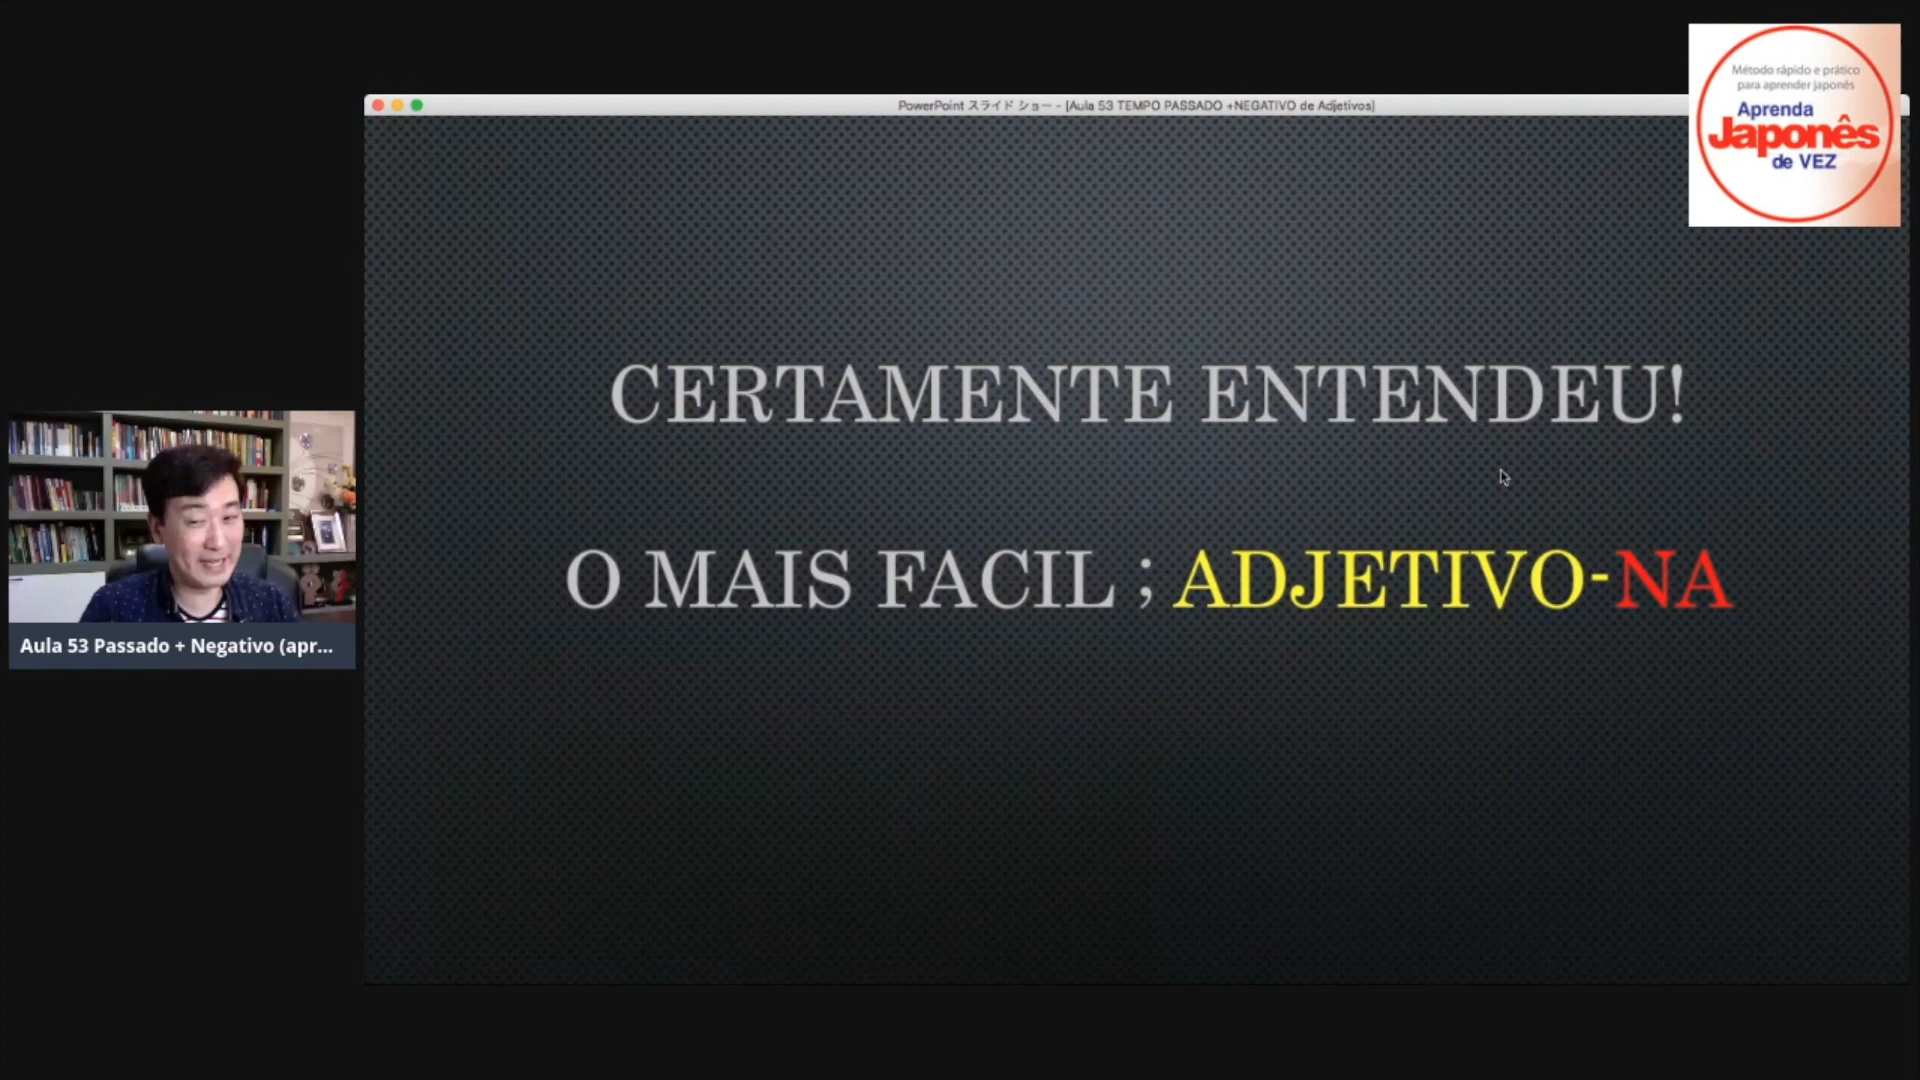 PowerPoint スライド ショー - [Aula 53 TEMPO PASSADO +NEGATIVO de Adjetivos]
Método rápido e prático
para aprender japonês
Aprenda
Japonês
de VEZ
CERTAMENTE ENTENDEU!
O MAIS FACIL ; ADJETIVO-NA
Aula 53 Passado + Negativo (apr...